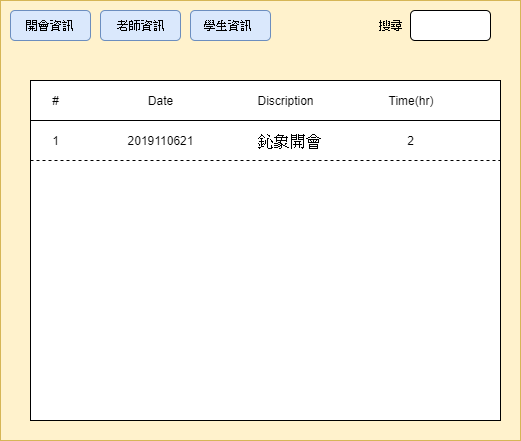 開會資訊 老師資訊 學生資訊 搜尋
# Date Discription Time(hr)
1 2019110621 鈊象開會 2